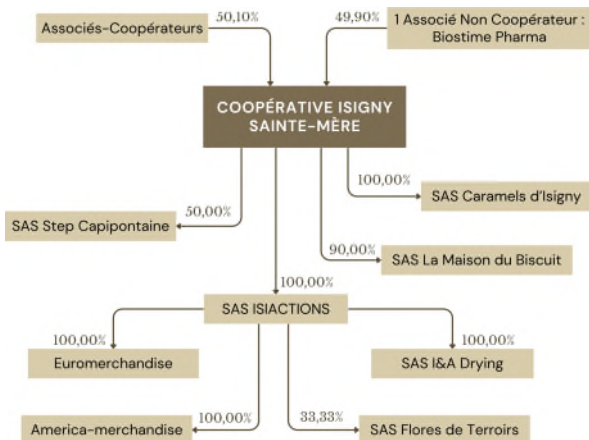 50,10%
49,90%
Associés-Coopérateurs
1 Associé Non Coopérateur :
Biostime Pharma
COOPÉRATIVE ISIGNY
SAINTE-MÈRE
100,00%
SAS Caramels d'Isigny
50,00%
SAS Step Capipontaine
90,00%
SAS La Maison du Biscuit
100,00%
SAS ISIACTIONS
100,00%
100,00%
Euromerchandise
SAS I&A Drying
100,00%
33,33%
America-merchandise
SAS Flores de Terroirs